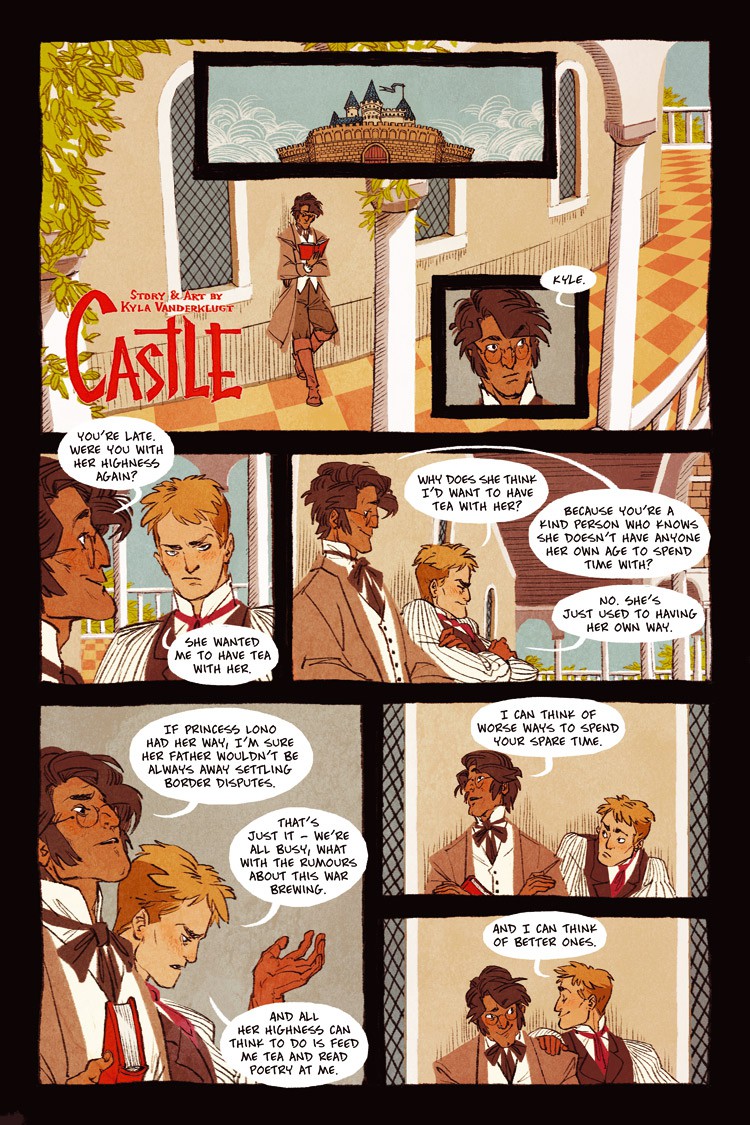 STORY & ART BY
KYLA VANDERKLUGT
CASTLE
KYLE.
YOU'RE LATE.
WERE YOU WITH
HER HIGHNESS
AGAIN?
SHE WANTED
ME TO HAVE TEA
WITH HER.
WHY DOES SHE THINK
I'D WANT TO HAVE
TEA WITH HER?
BECAUSE YOU'RE A
KIND PERSON WHO KNOWS
SHE DOESN'T HAVE ANYONE
HER OWN AGE TO SPEND
TIME WITH?
NO. SHE'S
JUST USED TO HAVING
HER OWN WAY.
IF PRINCESS LONO
HAD HER WAY, I'M SURE
HER FATHER WOULDN'T BE
ALWAYS AWAY SETTLING
BORDER DISPUTES.
THAT'S
JUST IT – WE'RE
ALL BUSY, WHAT
WITH THE RUMOURS
ABOUT THIS WAR
BREWING.
AND ALL
HER HIGHNESS CAN
THINK TO DO IS FEED
ME TEA AND READ
POETRY AT ME.
I CAN THINK OF
WORSE WAYS TO SPEND
YOUR SPARE TIME.
AND I CAN THINK
OF BETTER ONES.